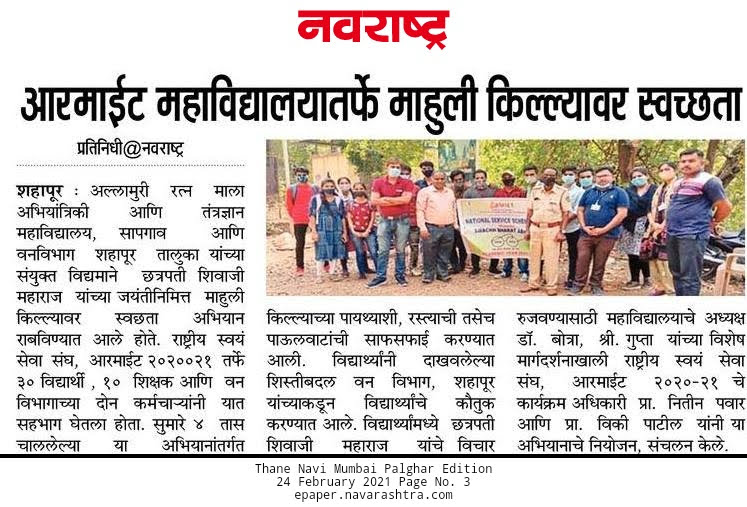 नवराष्ट्र
आरमाईट महाविद्यालयातर्फे माहुली किल्ल्यावर स्वच्छता
प्रतिनिधी@नवराष्ट्र
शहापूर : अल्लामुरी रत्न माला
अभियांत्रिकी आणि तंत्रज्ञान
महाविद्यालय, सापगाव आणि
वनविभाग शहापूर तालुका यांच्या
संयुक्त विद्यमाने छत्रपती शिवाजी
महाराज यांच्या जयंतीनिमित्त माहुली
किल्ल्यावर स्वच्छता अभियान
राबविण्यात आले होते. राष्ट्रीय स्वयं
सेवा संघ, आरमाईट २०२००२१ तर्फे
३० विद्यार्थी , १० शिक्षक आणि वन
विभागाच्या दोन कर्मचाऱ्यांनी यात
सहभाग घेतला होता. सुमारे ४ तास
चाललेल्या या अभियानांतर्गत
NATIONAL SERVICE SCHEME
SWACHH BHARAT
किल्ल्याच्या पायथ्याशी, रस्त्याची तसेच
पाऊलवाटांची साफसफाई करण्यात
आली. विद्यार्थ्यांनी दाखवलेल्या
शिस्तीबदल वन विभाग, शहापूर
यांच्याकडून विद्यार्थ्यांचे कौतुक
करण्यात आले. विद्यार्थ्यांमध्ये छत्रपती
शिवाजी महाराज यांचे विचार
रुजवण्यासाठी महाविद्यालयाचे अध्यक्ष
डॉ. बोत्रा, श्री. गुप्ता यांच्या विशेष
मार्गदर्शनाखाली राष्ट्रीय स्वयं सेवा
संघ, आरमाईट २०२०-२१ चे
कार्यक्रम अधिकारी प्रा. नितीन पवार
आणि प्रा. विकी पाटील यांनी या
अभियानाचे नियोजन, संचलन केले.
Thane Navi Mumbai Palghar Edition
24 February 2021 Page No. 3
epaper.navarashtra.com